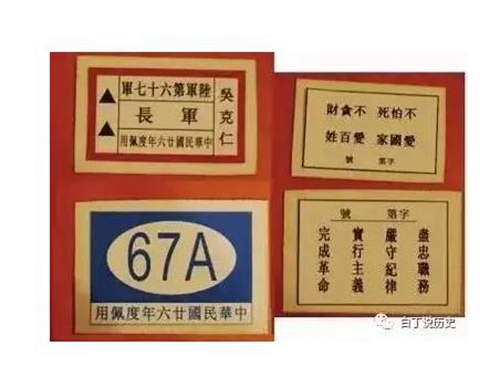 吳克仁
陸軍第六十七軍
軍長
中華民國廿六年度佩用
不怕死 不貪財
愛國家 愛百姓
字第 號
67A
中華民國廿六年度佩用
字第 號
盡忠職務
嚴守紀律
實行主義
完成革命
白丁说历史